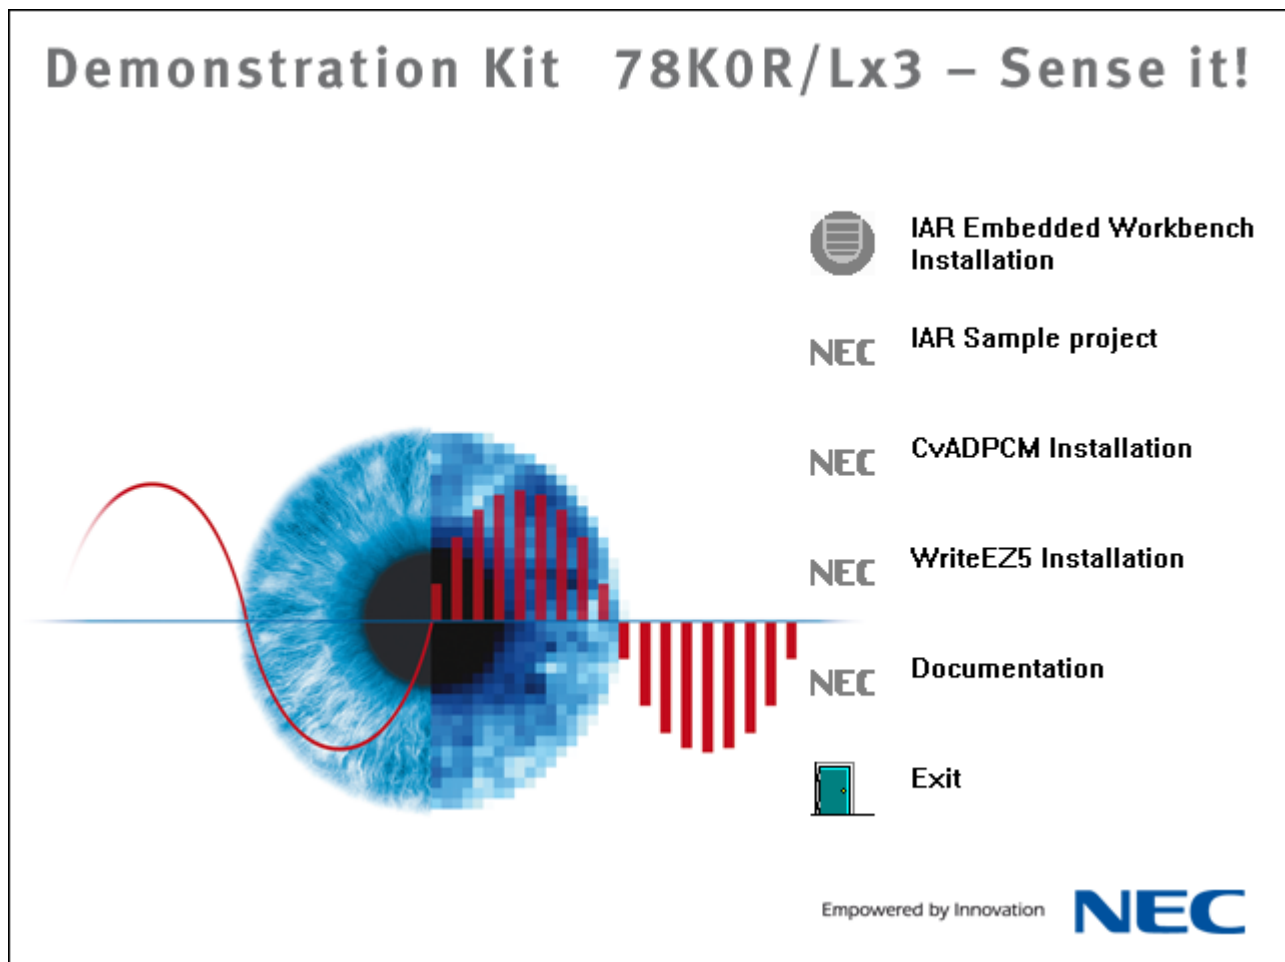 Demonstration Kit 78K0R/Lx3 – Sense it!
IAR Embedded Workbench
Installation
NEC
IAR Sample project
NEC
CvADPCM Installation
NEC
WriteEZ5 Installation
NEC
Documentation
Exit
Empowered by Innovation NEC